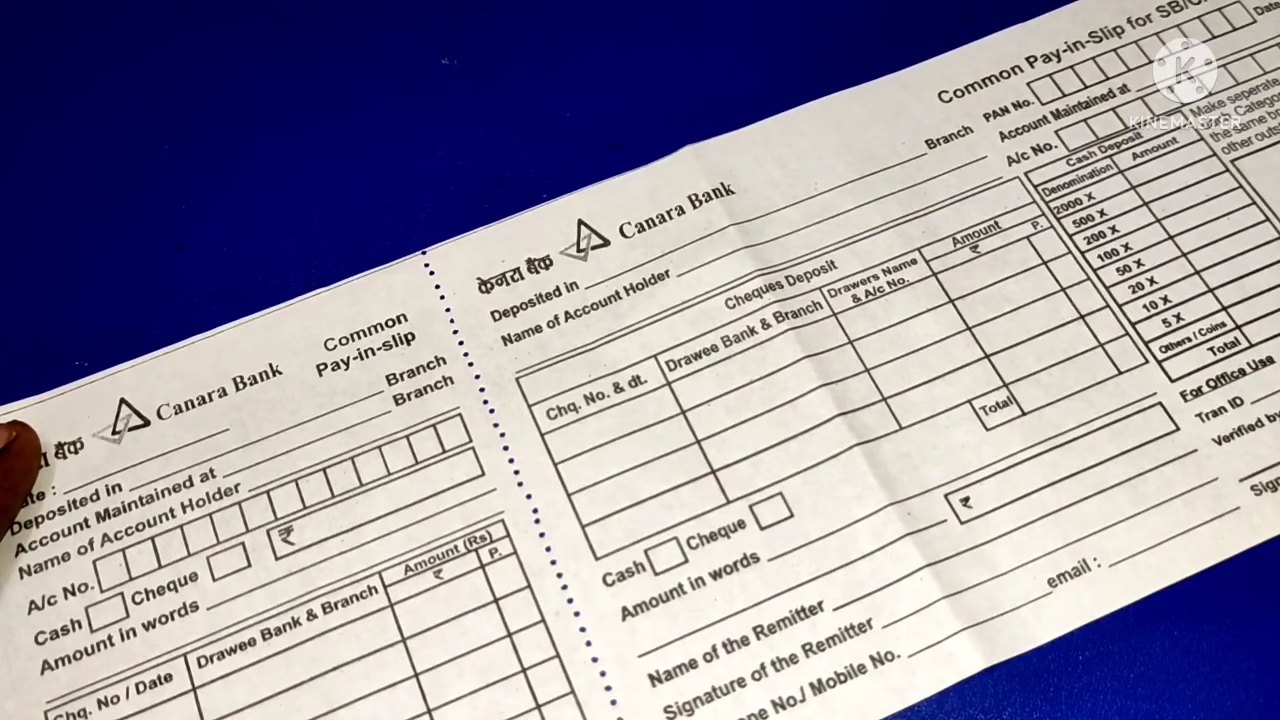 Common
Pay-in-slip
बैंक Canara Bank
Branch
Branch
Deposited in
Account Maintained at
Name of Account Holder
A/c No.
Cash Cheque ₹
Amount in words
Chq. No / Date Drawee Bank & Branch Amount (Rs)
₹ P.
केनरा बैंक Canara Bank
Common Pay-in-Slip for SB/
Deposited in Branch
Name of Account Holder
PAN No. Date
Account Maintained at
A/c No.
Cheques Deposit
Chq. No. & dt. Drawee Bank & Branch Drawers Name & A/c No. Amount
₹ P.
Total
Cash Cheque ₹
Amount in words
Name of the Remitter
Signature of the Remitter
No./ Mobile No. email :
Cash Deposit
Denomination Amount
2000 X
500 X
200 X
100 X
50 X
20 X
10 X
5 X
Others / Coins
Total
For Office Use
Tran ID
Verified by
Make seperate
the same
KINEMASTER